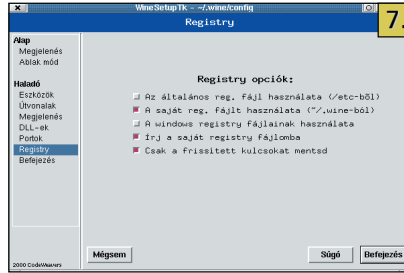 WineSetupTk - ~/.wine/config
7.
Registry
Alap
Megjelenés
Ablak mód
Haladó
Eszközök
Útvonalak
Megjelenés
DLL-ek
Portok
Registry
Befejezés
Registry opciók:
Az általános reg. fájl használata (/etc-bõl)
A saját reg. fájlt használata (~/.wine-ból)
A windows registry fájlainak használata
Írj a saját registry fájlomba
Csak a frissitett kulcsokat mentsd
Mégsem
Súgó
Befejezés
2000 CodeWeavers